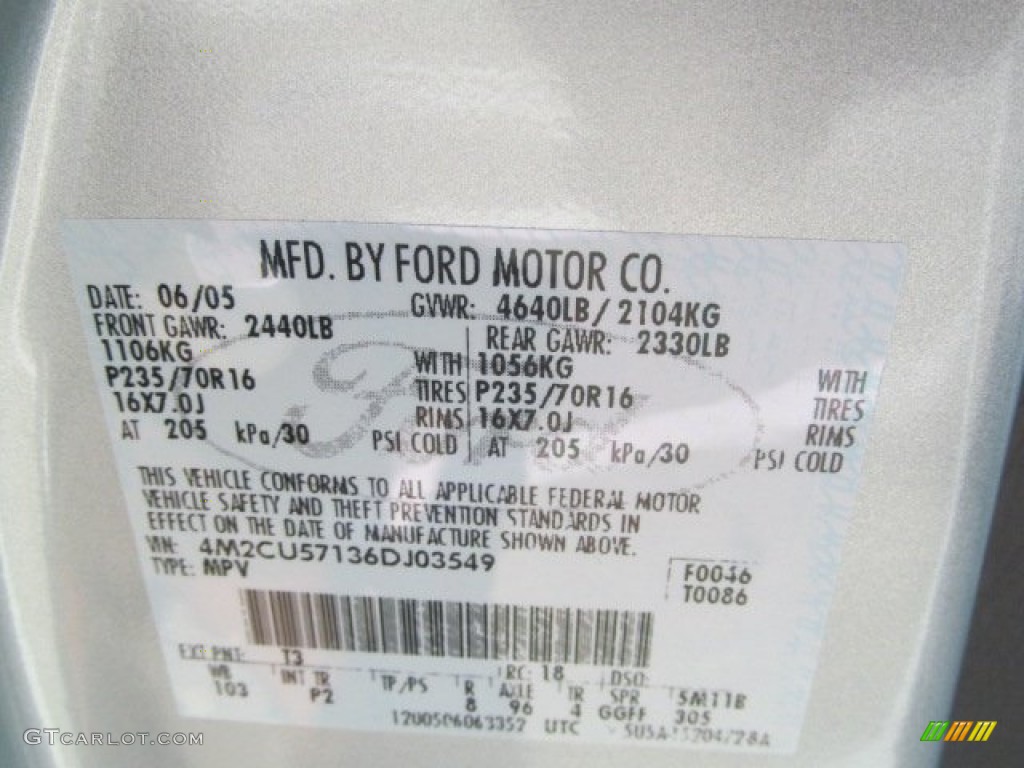 MFD. BY FORD MOTOR CO.
DATE: 06/05 GVWR: 4640LB/ 2104KG
FRONT GAWR: 2440LB REAR GAWR: 2330LB
1106KG WITH 1056KG WITH
P235/70R16 TIRES P235/70R16 TIRES
16X7.0J RIMS 16X7.0J RIMS
AT 205 kPa/30 PSI COLD AT 205 kPa/30 PSI COLD
THIS VEHICLE CONFORMS TO ALL APPLICABLE FEDERAL MOTOR
VEHICLE SAFETY AND THEFT PREVENTION STANDARDS IN
EFFECT ON THE DATE OF MANUFACTURE SHOWN ABOVE.
VIN: 4M2CU57136DJ03549
TYPE: MPV
F0046
T0086
EXT PNT: T3 RC: 18 DSO:
WB INT TR TP/PS R AXLE TR SPR 5M11B
103 P2 8 96 4 GGFF 305
1200506063352 UTC
GTCARLOT.COM